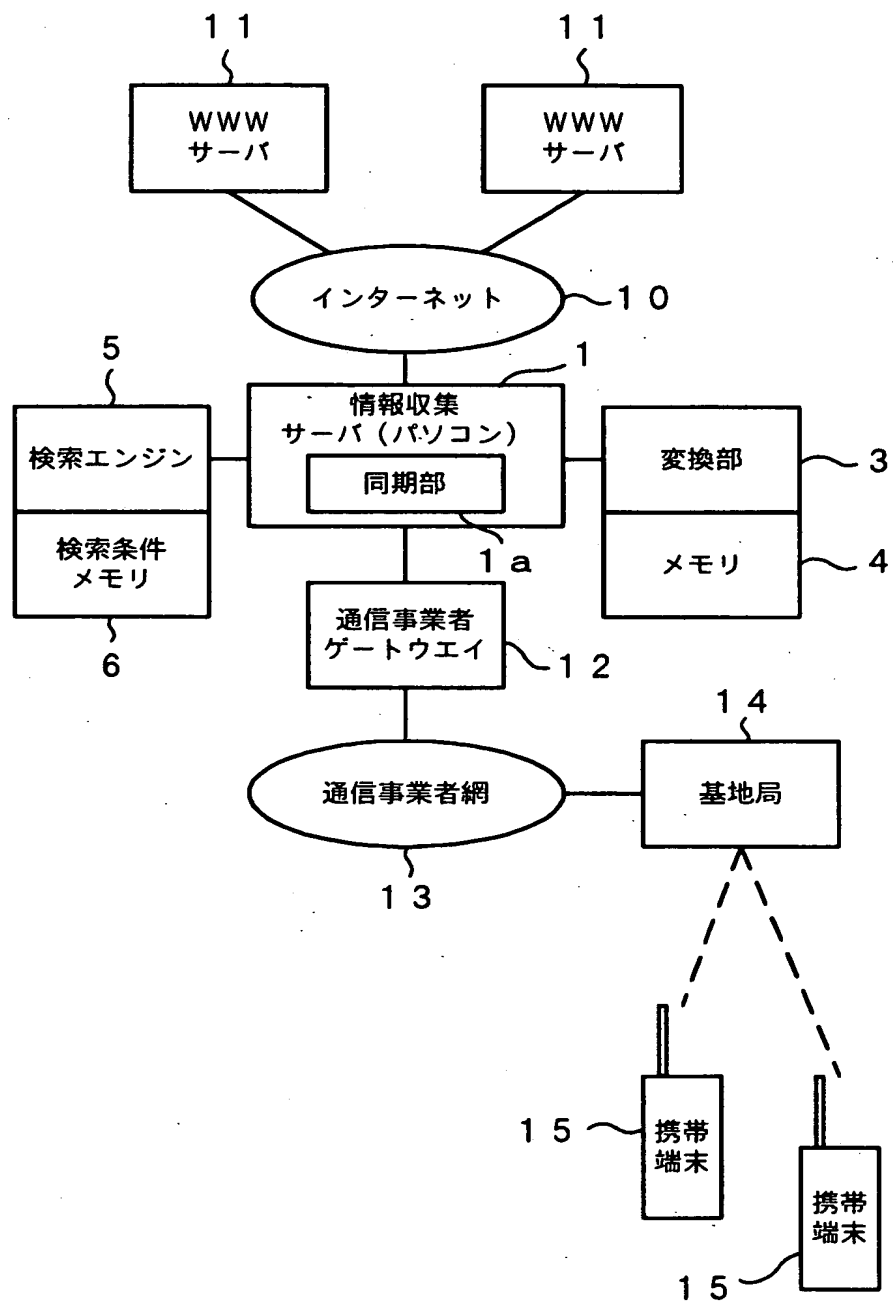 １１
１１
WWW
サーバ
WWW
サーバ
インターネット
１０
５
１
情報収集
サーバ（パソコン）
検索エンジン
同期部
変換部
３
１ａ
検索条件
メモリ
メモリ
４
６
通信事業者
ゲートウエイ
１２
１４
通信事業者網
基地局
１３
１５
携帯
端末
携帯
端末
１５